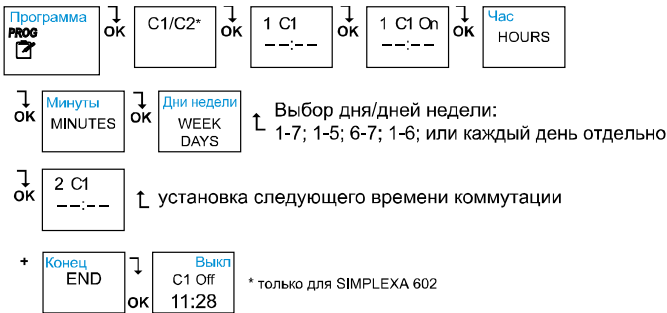 Программа
PROG
OK
C1/C2*
OK
1 C1
--:--
OK
1 C1 On
--:--
OK
Час
HOURS
OK
Минуты
MINUTES
OK
Дни недели
WEEK
DAYS
Выбор дня/дней недели:
1-7; 1-5; 6-7; 1-6; или каждый день отдельно
OK
2 C1
--:--
установка следующего времени коммутации
+
Конец
END
OK
Выкл
C1 Off
11:28
* только для SIMPLEXA 602